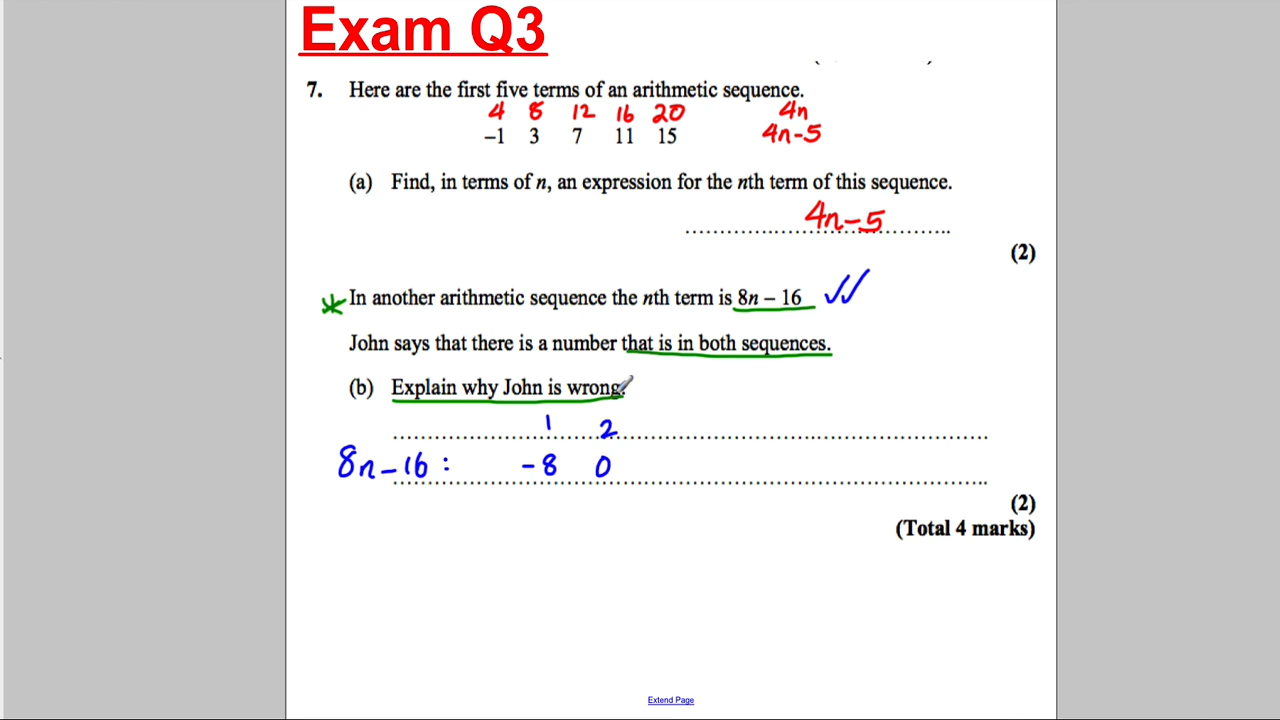 Exam Q3
7. Here are the first five terms of an arithmetic sequence.
4 8 12 16 20 4n
–1 3 7 11 15 4n-5
(a) Find, in terms of n, an expression for the nth term of this sequence.
4n-5
(2)
In another arithmetic sequence the nth term is 8n – 16
John says that there is a number that is in both sequences.
(b) Explain why John is wrong.
1 2
8n-16: -8 0
(2)
(Total 4 marks)
Extend Page